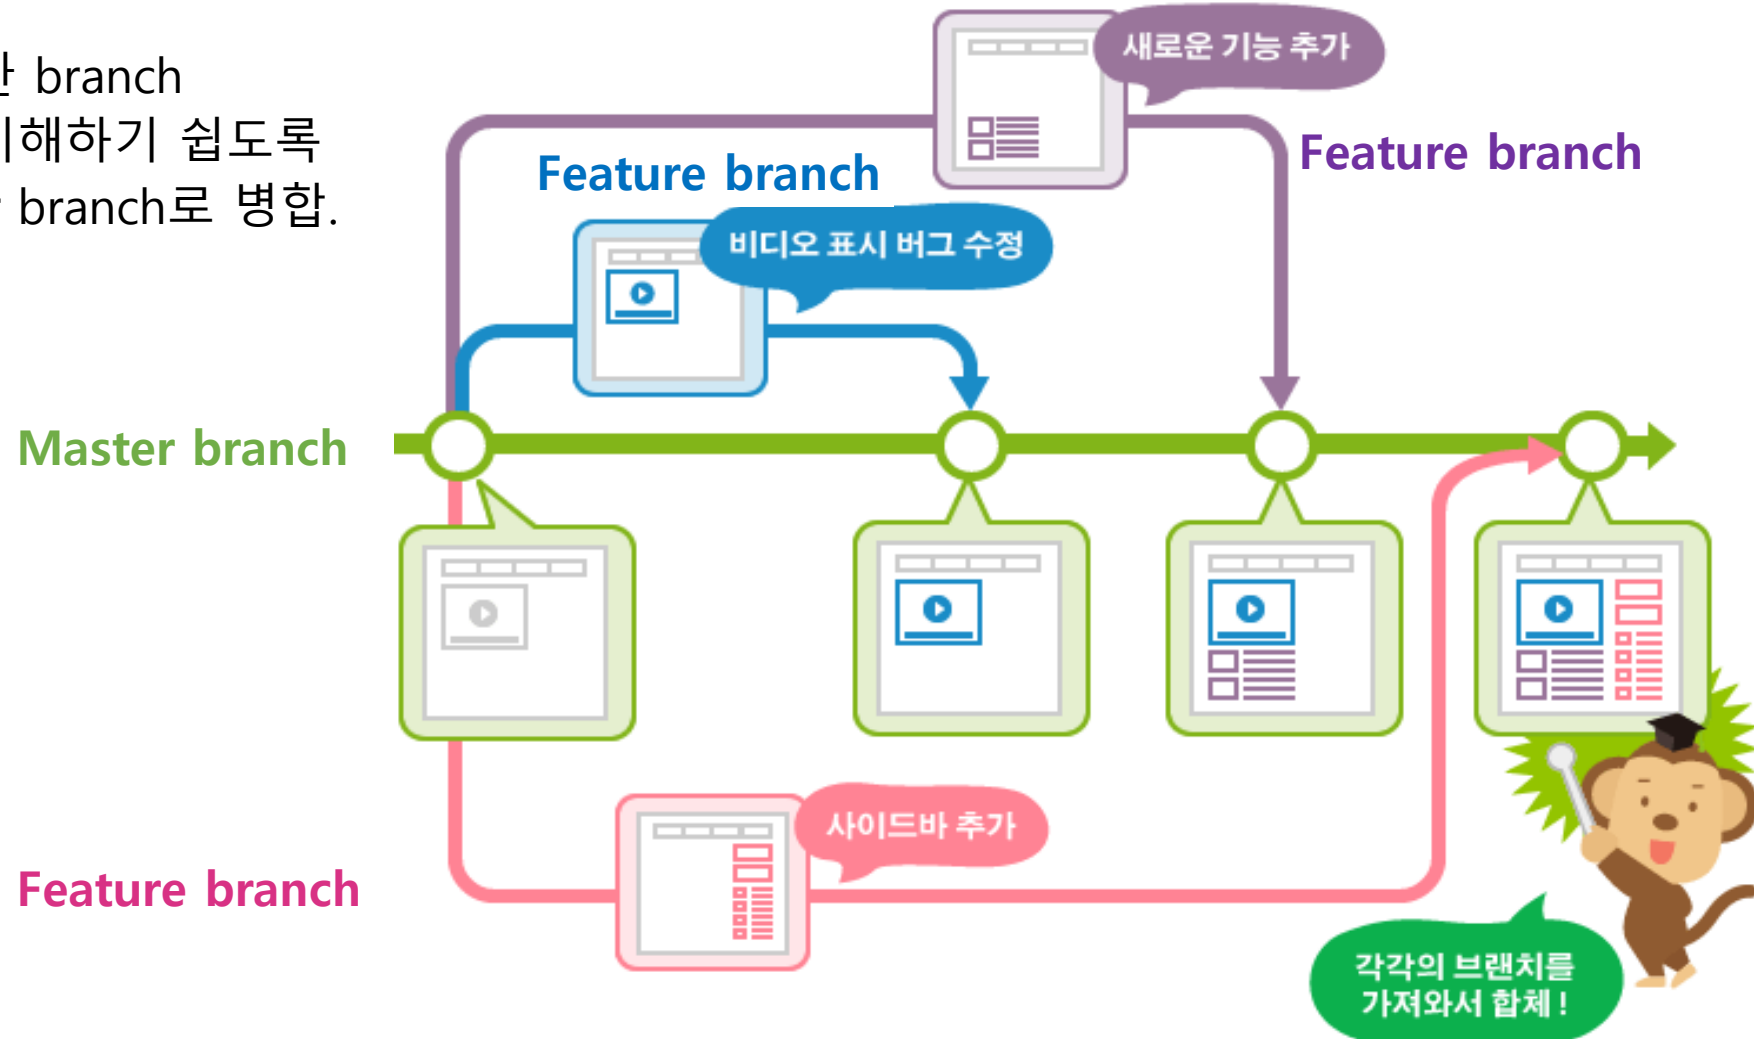 branch
이해하기 쉽도록
branch로 병합.
새로운 기능 추가
Feature branch
Feature branch
비디오 표시 버그 수정
Master branch
사이드바 추가
Feature branch
각각의 브랜치를
가져와서 합체 !